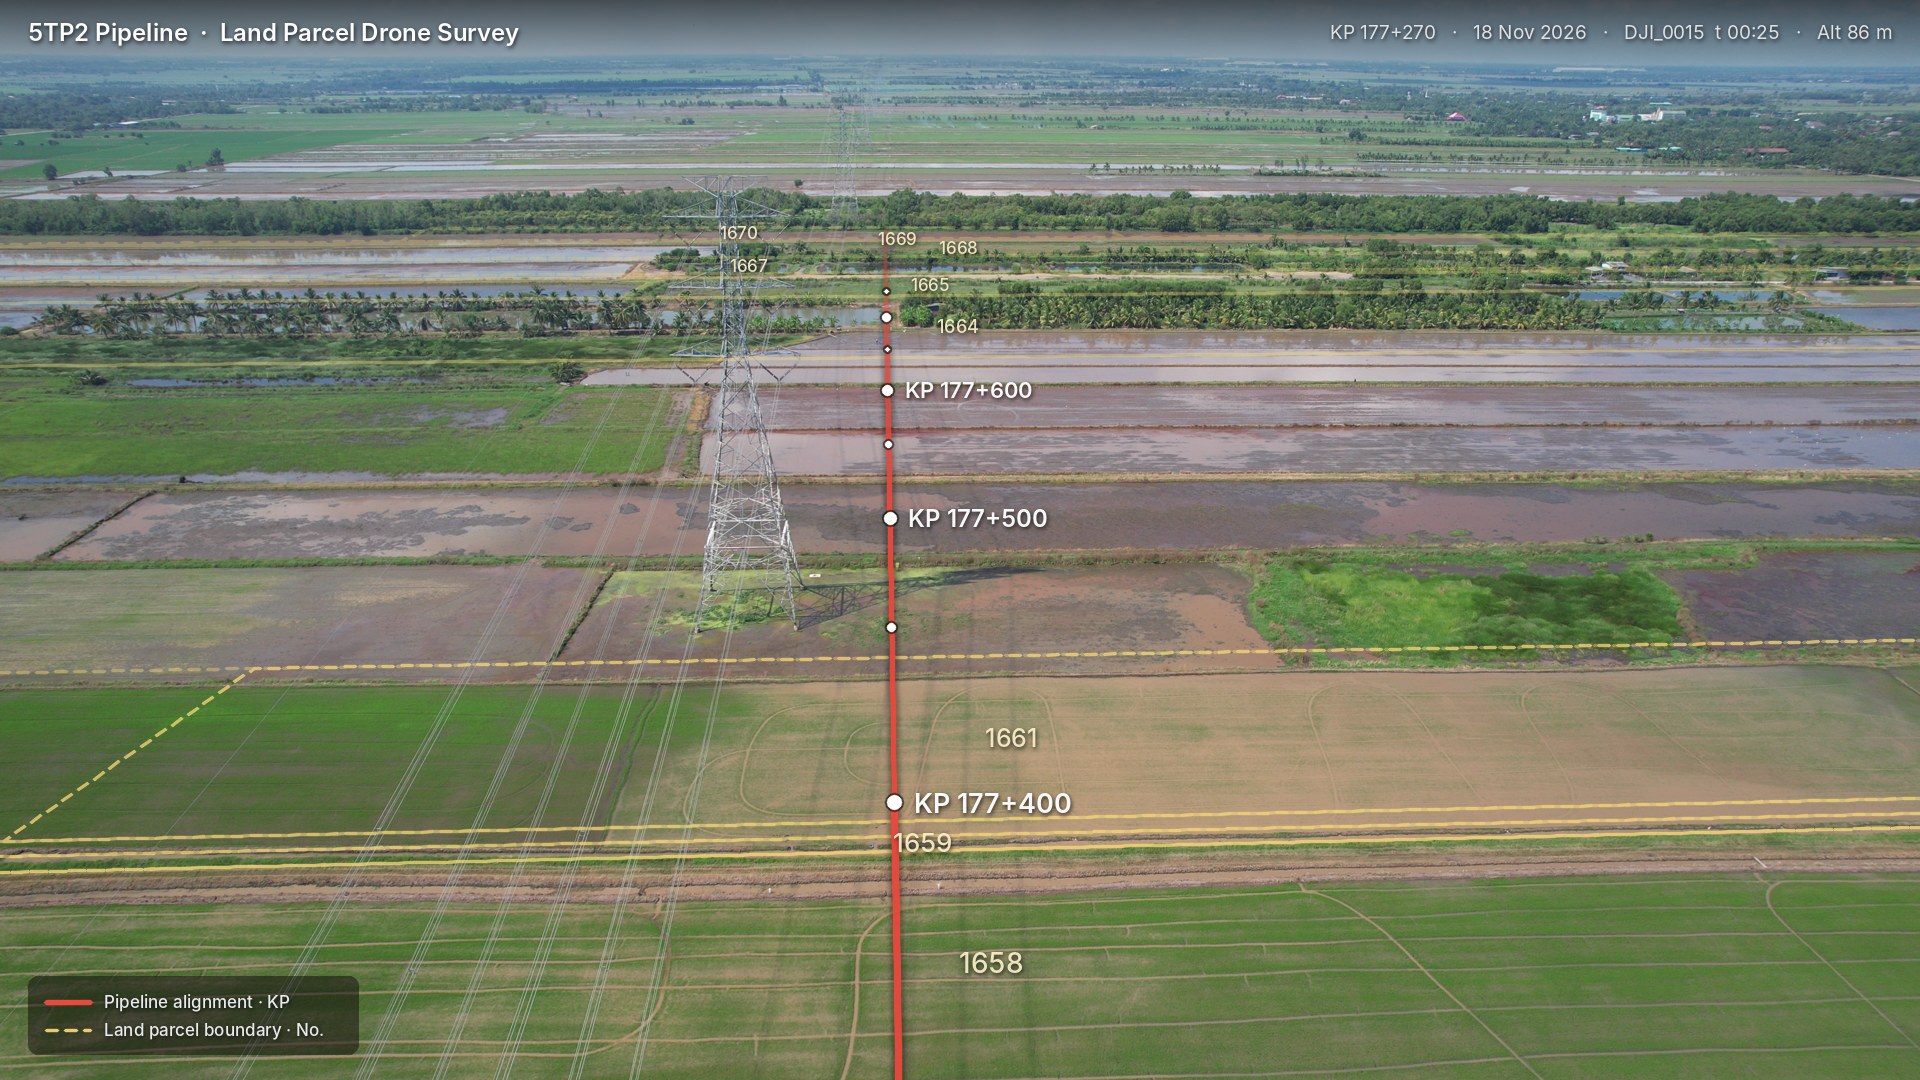 5TP2 Pipeline · Land Parcel Drone Survey
KP 177+270 · 18 Nov 2026 · DJI_0015 t 00:25 · Alt 86 m
1670
1669
1668
1667
1665
1664
KP 177+600
KP 177+500
1661
KP 177+400
1659
1658
Pipeline alignment · KP
Land parcel boundary · No.